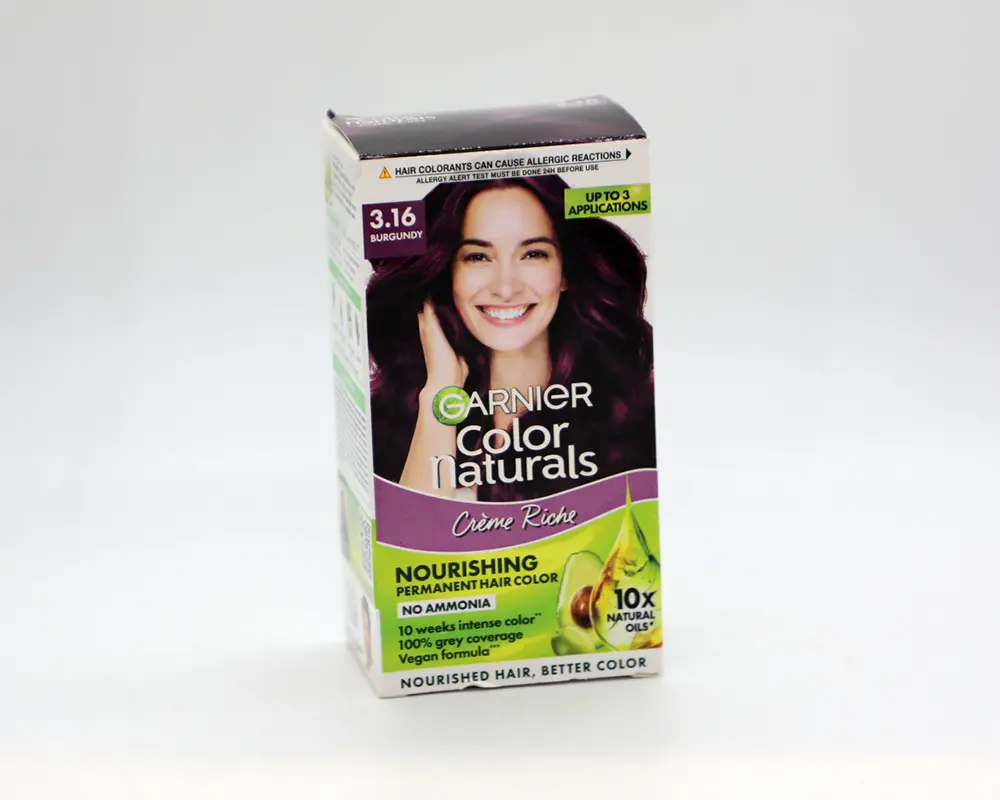 ⚠ HAIR COLORANTS CAN CAUSE ALLERGIC REACTIONS
ALLERGY ALERT TEST MUST BE DONE 24H BEFORE USE
3.16
BURGUNDY
UP TO 3
APPLICATIONS
GARNIER
Color
naturals
Crème Riche
NOURISHING
PERMANENT HAIR COLOR
NO AMMONIA
10 weeks intense color**
100% grey coverage
Vegan formula***
10x
NATURAL
OILS*
NOURISHED HAIR, BETTER COLOR